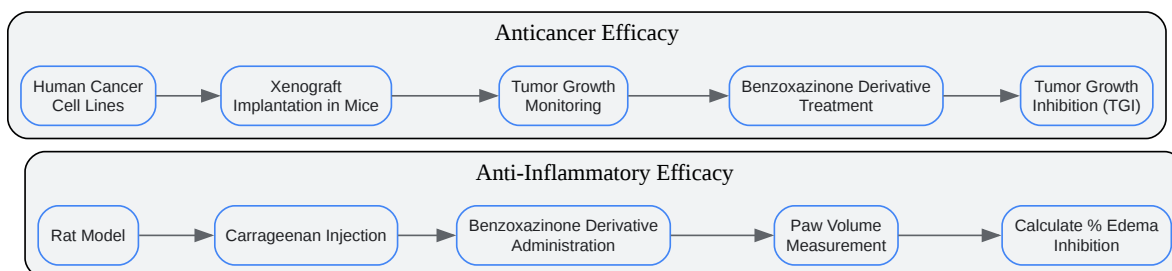 Anticancer Efficacy
Human Cancer
Cell Lines
Xenograft
Implantation in Mice
Tumor Growth
Monitoring
Benzoxazinone Derivative
Treatment
Tumor Growth
Inhibition (TGI)
Anti-Inflammatory Efficacy
Rat Model
Carrageenan Injection
Benzoxazinone Derivative
Administration
Paw Volume
Measurement
Calculate % Edema
Inhibition